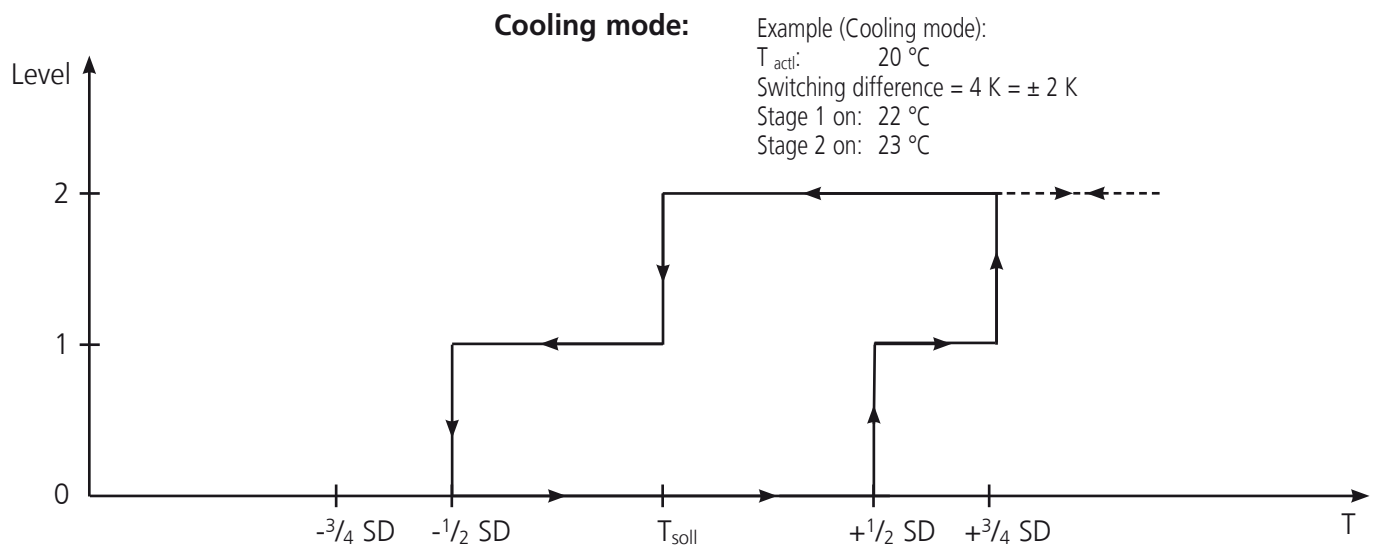 Cooling mode:
Example (Cooling mode):
T actl: 20 °C
Switching difference = 4 K = ± 2 K
Stage 1 on: 22 °C
Stage 2 on: 23 °C
Level
2
1
0
-3/4 SD -1/2 SD Tsoll +1/2 SD +3/4 SD T